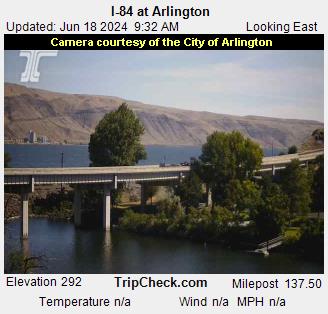 I-84 at Arlington
Updated: Jun 18 2024 9:32 AM Looking East
Camera courtesy of the City of Arlington
Elevation 292 TripCheck.com Milepost 137.50
Temperature n/a Wind n/a MPH n/a